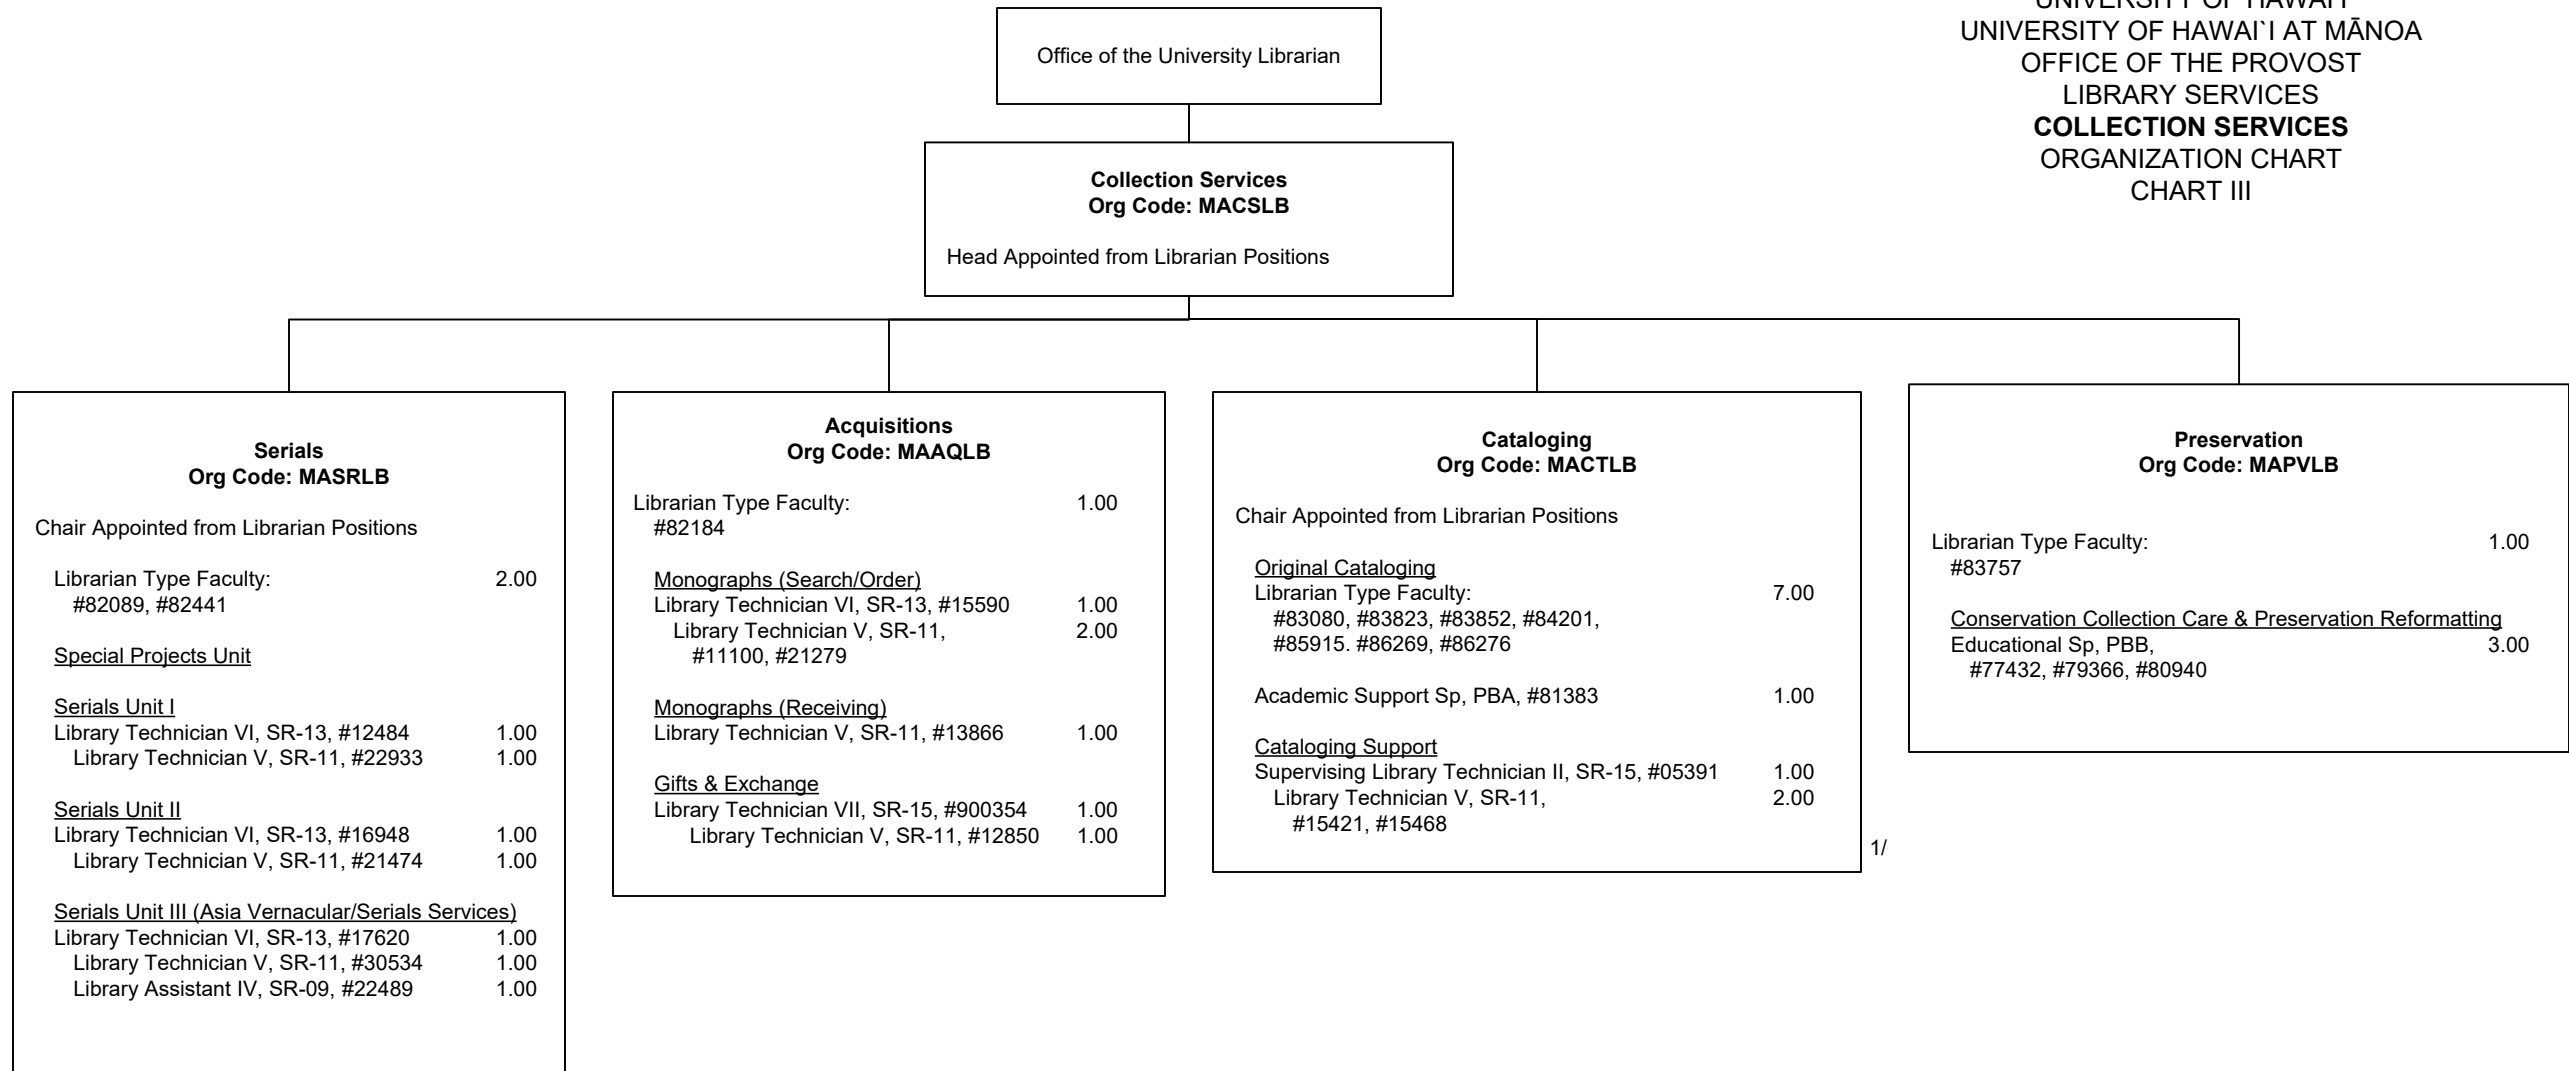 Office of the University Librarian
UNIVERSITY OF HAWAI`I AT MĀNOA
OFFICE OF THE PROVOST
LIBRARY SERVICES
COLLECTION SERVICES
ORGANIZATION CHART
CHART III
Collection Services
Org Code: MACSLB
Head Appointed from Librarian Positions
Serials
Org Code: MASRLB
Chair Appointed from Librarian Positions
Librarian Type Faculty: 2.00
#82089, #82441
Special Projects Unit
Serials Unit I
Library Technician VI, SR-13, #12484 1.00
Library Technician V, SR-11, #22933 1.00
Serials Unit II
Library Technician VI, SR-13, #16948 1.00
Library Technician V, SR-11, #21474 1.00
Serials Unit III (Asia Vernacular/Serials Services)
Library Technician VI, SR-13, #17620 1.00
Library Technician V, SR-11, #30534 1.00
Library Assistant IV, SR-09, #22489 1.00
Acquisitions
Org Code: MAAQLB
Librarian Type Faculty: 1.00
#82184
Monographs (Search/Order)
Library Technician VI, SR-13, #15590 1.00
Library Technician V, SR-11, 2.00
#11100, #21279
Monographs (Receiving)
Library Technician V, SR-11, #13866 1.00
Gifts & Exchange
Library Technician VII, SR-15, #900354 1.00
Library Technician V, SR-11, #12850 1.00
Cataloging
Org Code: MACTLB
Chair Appointed from Librarian Positions
Original Cataloging
Librarian Type Faculty: 7.00
#83080, #83823, #83852, #84201,
#85915. #86269, #86276
Academic Support Sp, PBA, #81383 1.00
Cataloging Support
Supervising Library Technician II, SR-15, #05391 1.00
Library Technician V, SR-11, 2.00
#15421, #15468
1/
Preservation
Org Code: MAPVLB
Librarian Type Faculty: 1.00
#83757
Conservation Collection Care & Preservation Reformatting
Educational Sp, PBB, 3.00
#77432, #79366, #80940